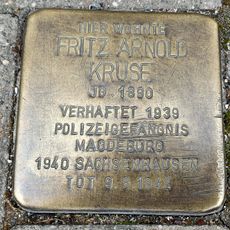 HIER WOHNTE
FRITZ ARNOLD
KRUSE
JG. 1890
VERHAFTET 1939
POLIZEIGEFÄNGNIS
MAGDEBURG
1940 SACHSENHAUSEN
TOT